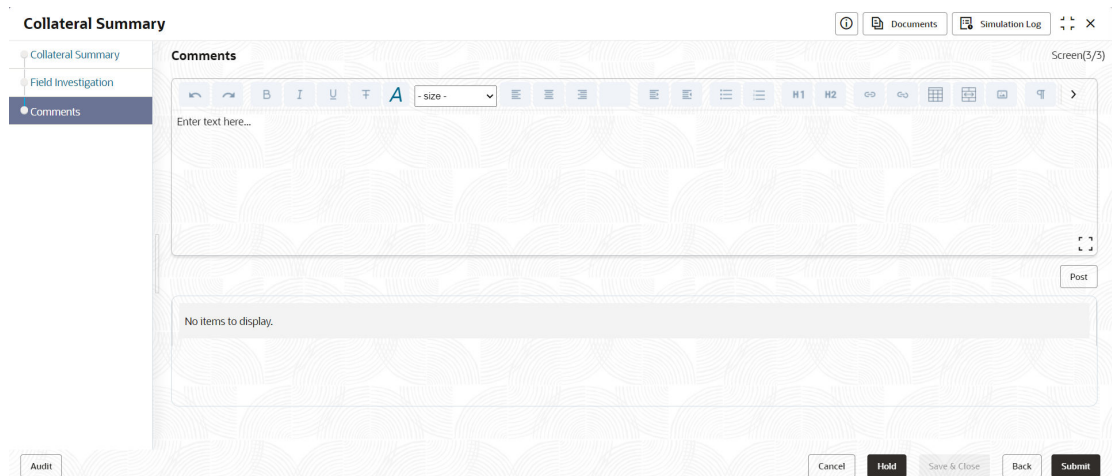 Collateral Summary
Documents
Simulation Log
Collateral Summary
Field Investigation
Comments
Comments
Screen(3/3)
B I U T A - size - H1 H2
Enter text here...
Post
No items to display.
Audit
Cancel
Hold
Save & Close
Back
Submit